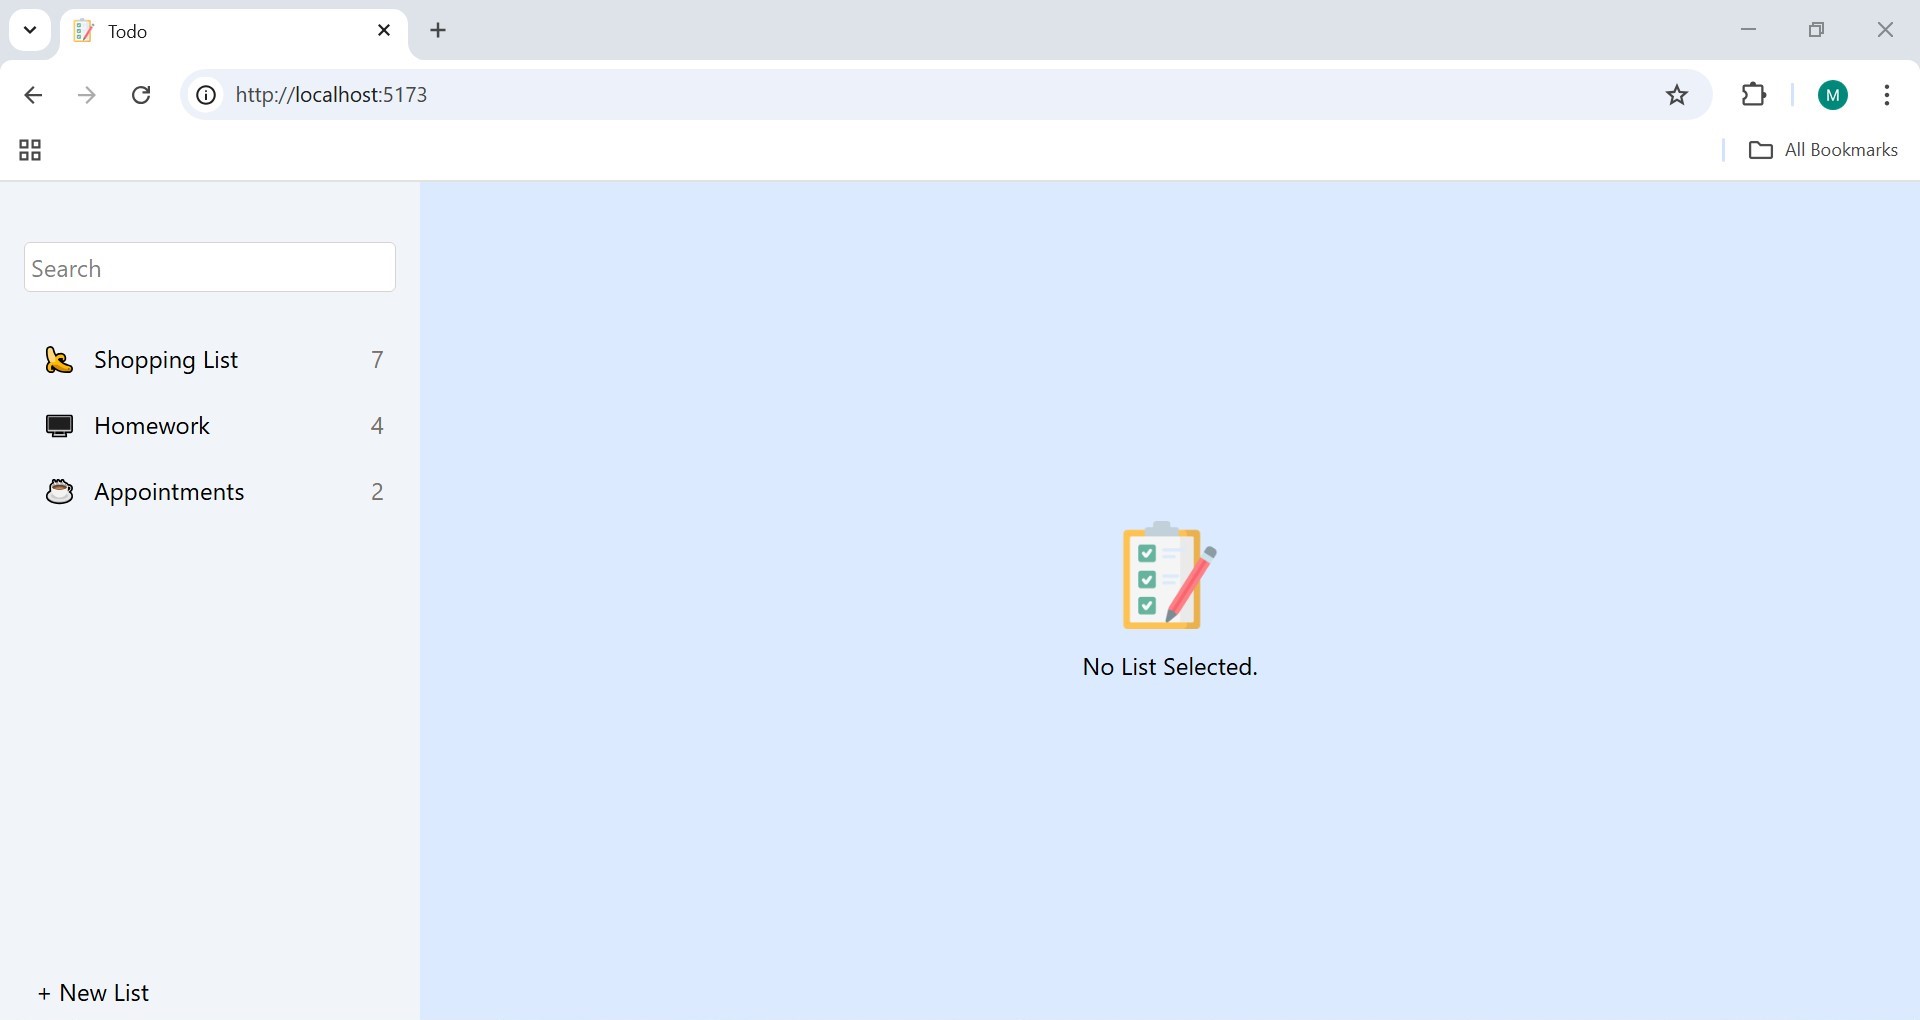 Todo
http://localhost:5173
M
All Bookmarks
Search
Shopping List 7
Homework 4
Appointments 2
No List Selected.
+ New List